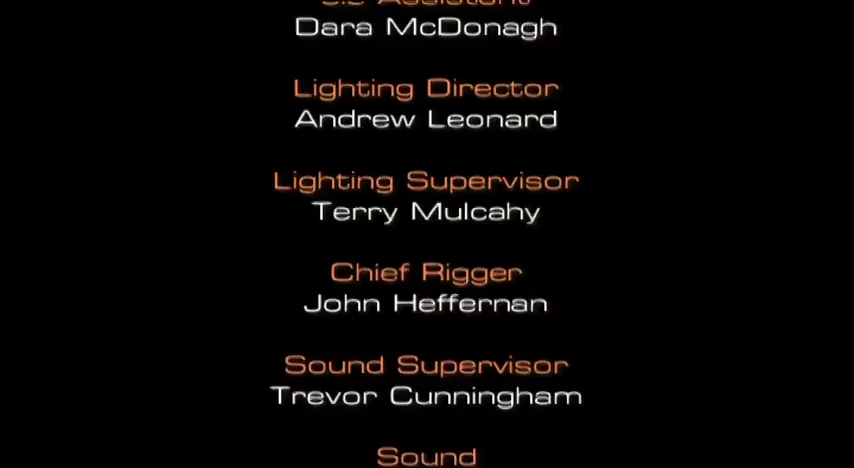 Assistant
Dara McDonagh
Lighting Director
Andrew Leonard
Lighting Supervisor
Terry Mulcahy
Chief Rigger
John Heffernan
Sound Supervisor
Trevor Cunningham
Sound